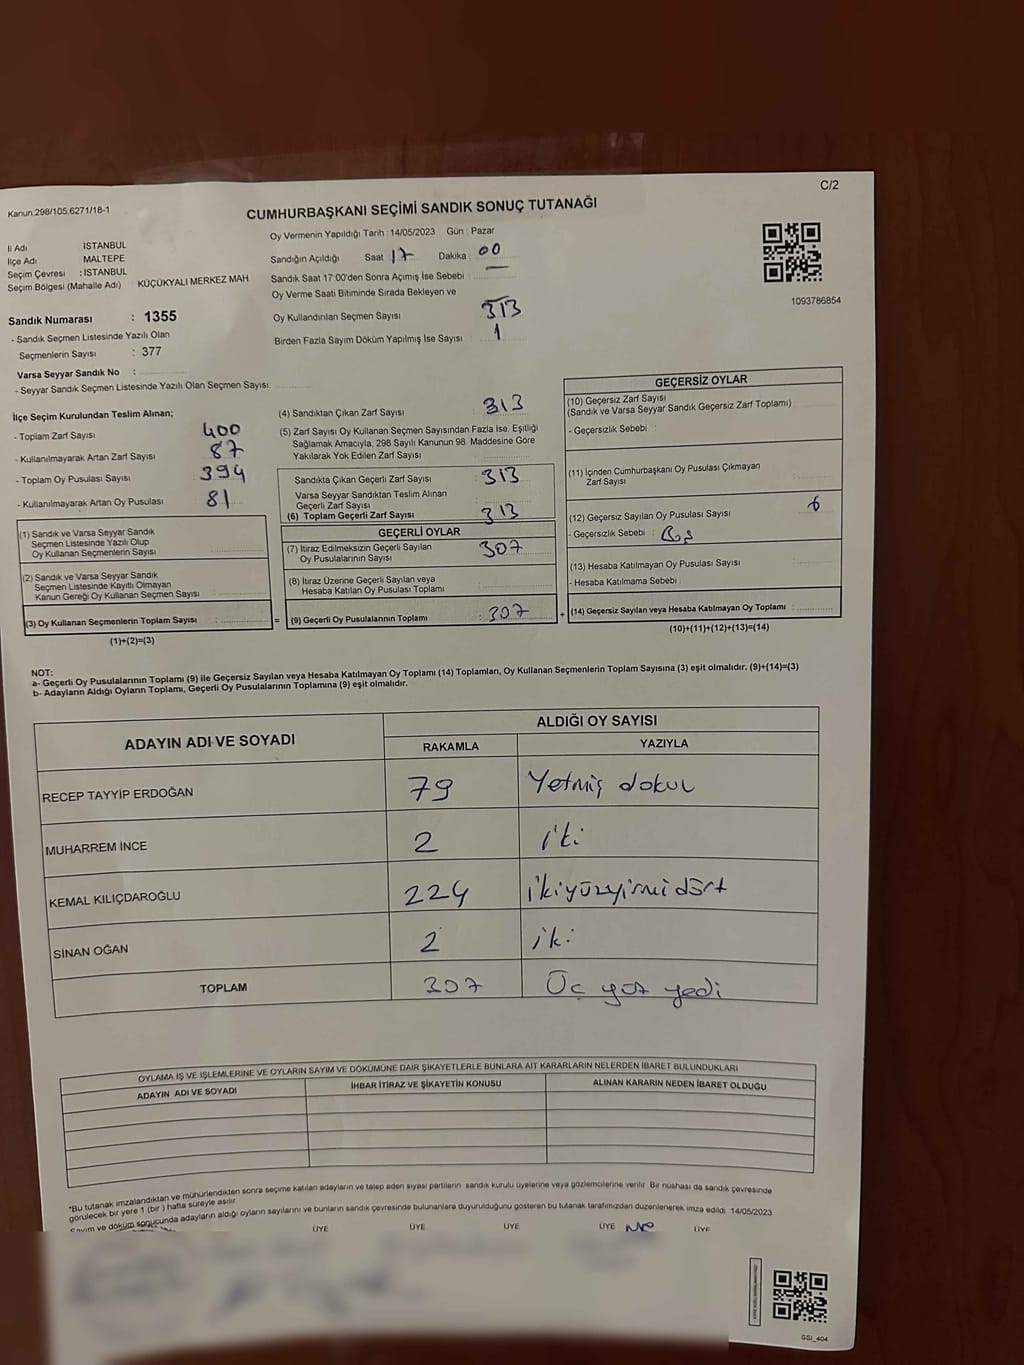 C/2
Kanun:298/105;6271/18-1
CUMHURBAŞKANI SEÇİMİ SANDIK SONUÇ TUTANAĞI
İl Adı İSTANBUL
İlçe Adı MALTEPE
Seçim Çevresi : İSTANBUL
Seçim Bölgesi (Mahalle Adı) KÜÇÜKYALI MERKEZ MAH
Oy Vermenin Yapıldığı Tarih : 14/05/2023 Gün : Pazar
Sandığın Açıldığı Saat 17 Dakika 00
Sandık Saat 17:00'den Sonra Açılmış İse Sebebi : —
Oy Verme Saati Bitiminde Sırada Bekleyen ve
Oy Kullandırılan Seçmen Sayısı 313
Birden Fazla Sayım Döküm Yapılmış İse Sayısı : 1
1093786854
Sandık Numarası : 1355
- Sandık Seçmen Listesinde Yazılı Olan
Seçmenlerin Sayısı : 377
Varsa Seyyar Sandık No :
- Seyyar Sandık Seçmen Listesinde Yazılı Olan Seçmen Sayısı:
İlçe Seçim Kurulundan Teslim Alınan;
- Toplam Zarf Sayısı 400
- Kullanılmayarak Artan Zarf Sayısı 87
- Toplam Oy Pusulası Sayısı 394
- Kullanılmayarak Artan Oy Pusulası 81
(1) Sandık ve Varsa Seyyar Sandık
Seçmen Listesinde Yazılı Olup
Oy Kullanan Seçmenlerin Sayısı :
(2) Sandık ve Varsa Seyyar Sandık
Seçmen Listesinde Kayıtlı Olmayan
Kanun Gereği Oy Kullanan Seçmen Sayısı :
(3) Oy Kullanan Seçmenlerin Toplam Sayısı :
(1)+(2)=(3)
(4) Sandıktan Çıkan Zarf Sayısı 313
(5) Zarf Sayısı Oy Kullanan Seçmen Sayısından Fazla İse, Eşitliği
Sağlamak Amacıyla, 298 Sayılı Kanunun 98. Maddesine Göre
Yakılarak Yok Edilen Zarf Sayısı
Sandıkta Çıkan Geçerli Zarf Sayısı : 313
Varsa Seyyar Sandıktan Teslim Alınan
Geçerli Zarf Sayısı
(6) Toplam Geçerli Zarf Sayısı : 313
GEÇERLİ OYLAR
(7) İtiraz Edilmeksizin Geçerli Sayılan
Oy Pusulalarının Sayısı 307
(8) İtiraz Üzerine Geçerli Sayılan veya
Hesaba Katılan Oy Pusulası Toplamı
= (9) Geçerli Oy Pusulalarının Toplamı : 307 +
GEÇERSİZ OYLAR
(10) Geçersiz Zarf Sayısı
(Sandık ve Varsa Seyyar Sandık Geçersiz Zarf Toplamı) :
- Geçersizlik Sebebi :
(11) İçinden Cumhurbaşkanı Oy Pusulası Çıkmayan
Zarf Sayısı :
(12) Geçersiz Sayılan Oy Pusulası Sayısı : 6
- Geçersizlik Sebebi :
(13) Hesaba Katılmayan Oy Pusulası Sayısı :
- Hesaba Katılmama Sebebi
(14) Geçersiz Sayılan veya Hesaba Katılmayan Oy Toplamı :
(10)+(11)+(12)+(13)=(14)
NOT:
a- Geçerli Oy Pusulalarının Toplamı (9) ile Geçersiz Sayılan veya Hesaba Katılmayan Oy Toplamı (14) Toplamları, Oy Kullanan Seçmenlerin Toplam Sayısına (3) eşit olmalıdır. (9)+(14)=(3)
b- Adayların Aldığı Oyların Toplamı, Geçerli Oy Pusulalarının Toplamına (9) eşit olmalıdır.
ADAYIN ADI VE SOYADI ALDIĞI OY SAYISI
RAKAMLA YAZIYLA
RECEP TAYYİP ERDOĞAN 79 Yetmiş dokuz
MUHARREM İNCE 2 iki
KEMAL KILIÇDAROĞLU 224 ikiyüzyirmi dört
SİNAN OĞAN 2 iki
TOPLAM 307 Üç yüz yedi
OYLAMA İŞ VE İŞLEMLERİNE VE OYLARIN SAYIM VE DÖKÜMÜNE DAİR ŞİKAYETLERLE BUNLARA AİT KARARLARIN NELERDEN İBARET BULUNDUKLARI
ADAYIN ADI VE SOYADI İHBAR İTİRAZ VE ŞİKAYETİN KONUSU ALINAN KARARIN NEDEN İBARET OLDUĞU
*Bu tutanak imzalandıktan ve mühürlendikten sonra seçime katılan adayların ve talep eden siyasi partilerin sandık kurulu üyelerine veya gözlemcilerine verilir. Bir nüshası da sandık çevresinde
görülecek bir yere 1 (bir) hafta süreyle asılır.
Sayım ve döküm sonucunda adayların aldığı oyların sayılarını ve bunların sandık çevresinde bulunanlara duyurulduğunu gösteren bu tutanak tarafımızdan düzenlenerek imza edildi. 14/05/2023
ÜYE ÜYE ÜYE ÜYE ÜYE
SSI_404